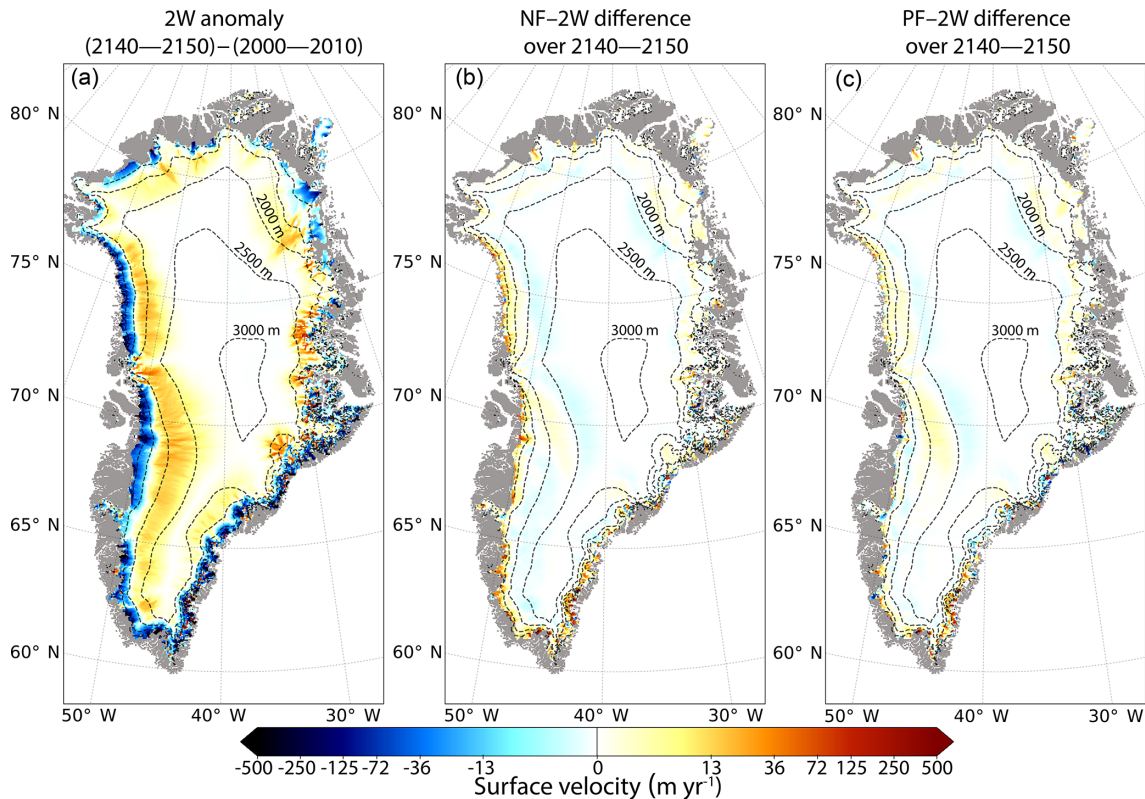 2W anomaly
(2140—2150)–(2000—2010)
NF–2W difference
over 2140—2150
PF–2W difference
over 2140—2150
(a)
(b)
(c)
80° N
80° N
80° N
2000 m
2000 m
2000 m
2500 m
2500 m
2500 m
75° N
75° N
75° N
3000 m
3000 m
3000 m
70° N
70° N
70° N
65° N
65° N
65° N
60° N
60° N
60° N
50° W 40° W 30° W
50° W 40° W 30° W
50° W 40° W 30° W
-500 -250 -125 -72 -36 -13 0 13 36 72 125 250 500
Surface velocity (m yr⁻¹)